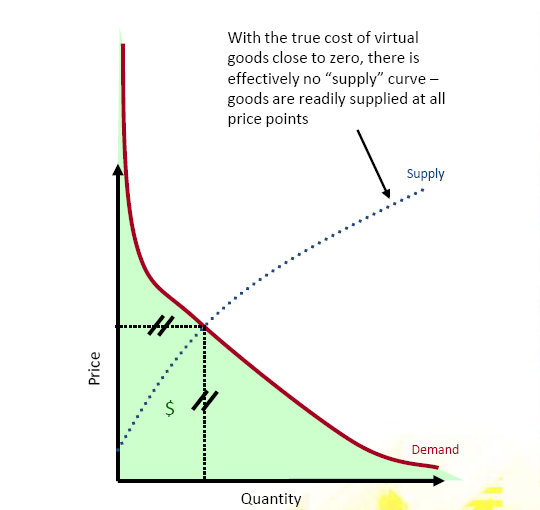 With the true cost of virtual
goods close to zero, there is
effectively no “supply” curve –
goods are readily supplied at all
price points
Supply
Price
$
Demand
Quantity